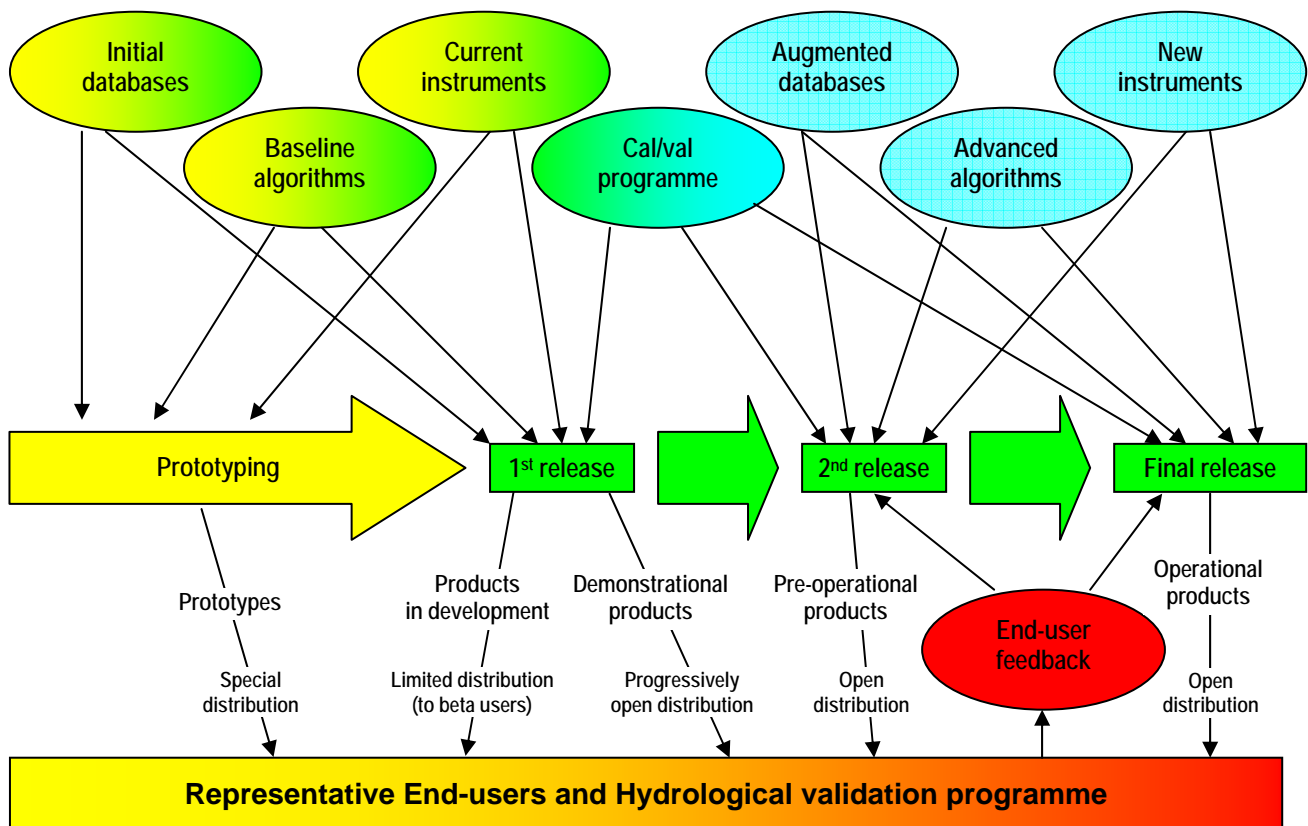 Initial
databases
Current
instruments
Augmented
databases
New
instruments
Baseline
algorithms
Cal/val
programme
Advanced
algorithms
Prototyping
1st release
2nd release
Final release
Prototypes
Products
in development
Demonstrational
products
Pre-operational
products
End-user
feedback
Operational
products
Special
distribution
Limited distribution
(to beta users)
Progressively
open distribution
Open
distribution
Open
distribution
Representative End-users and Hydrological validation programme